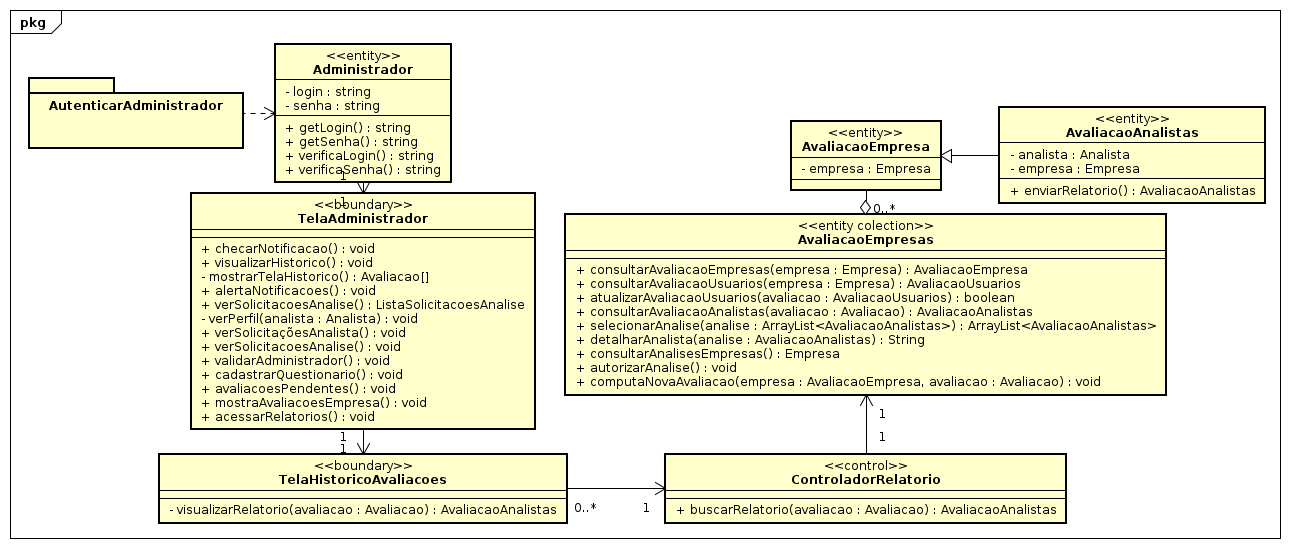 pkg
AutenticarAdministrador
<<entity>>
Administrador
- login : string
- senha : string
+ getLogin() : string
+ getSenha() : string
+ verificaLogin() : string
+ verificaSenha() : string
1
1
<<boundary>>
TelaAdministrador
+ checarNotificacao() : void
+ visualizarHistorico() : void
- mostrarTelaHistorico() : Avaliacao[]
+ alertaNotificacoes() : void
+ verSolicitacoesAnalise() : ListaSolicitacoesAnalise
- verPerfil(analista : Analista) : void
+ verSolicitaçõesAnalista() : void
+ verSolicitacoesAnalise() : void
+ validarAdministrador() : void
+ cadastrarQuestionario() : void
+ avaliacoesPendentes() : void
+ mostraAvaliacoesEmpresa() : void
+ acessarRelatorios() : void
1
1
<<boundary>>
TelaHistoricoAvaliacoes
- visualizarRelatorio(avaliacao : Avaliacao) : AvaliacaoAnalistas
0..*
1
<<control>>
ControladorRelatorio
+ buscarRelatorio(avaliacao : Avaliacao) : AvaliacaoAnalistas
1
1
<<entity colection>>
AvaliacaoEmpresas
+ consultarAvaliacaoEmpresas(empresa : Empresa) : AvaliacaoEmpresa
+ consultarAvaliacaoUsuarios(empresa : Empresa) : AvaliacaoUsuarios
+ atualizarAvaliacaoUsuarios(avaliacao : AvaliacaoUsuarios) : boolean
+ consultarAvaliacaoAnalistas(avaliacao : Avaliacao) : AvaliacaoAnalistas
+ selecionarAnalise(analise : ArrayList<AvaliacaoAnalistas>) : ArrayList<AvaliacaoAnalistas>
+ detalharAnalista(analise : AvaliacaoAnalistas) : String
+ consultarAnalisesEmpresas() : Empresa
+ autorizarAnalise() : void
+ computaNovaAvaliacao(empresa : AvaliacaoEmpresa, avaliacao : Avaliacao) : void
0..*
<<entity>>
AvaliacaoEmpresa
- empresa : Empresa
<<entity>>
AvaliacaoAnalistas
- analista : Analista
- empresa : Empresa
+ enviarRelatorio() : AvaliacaoAnalistas